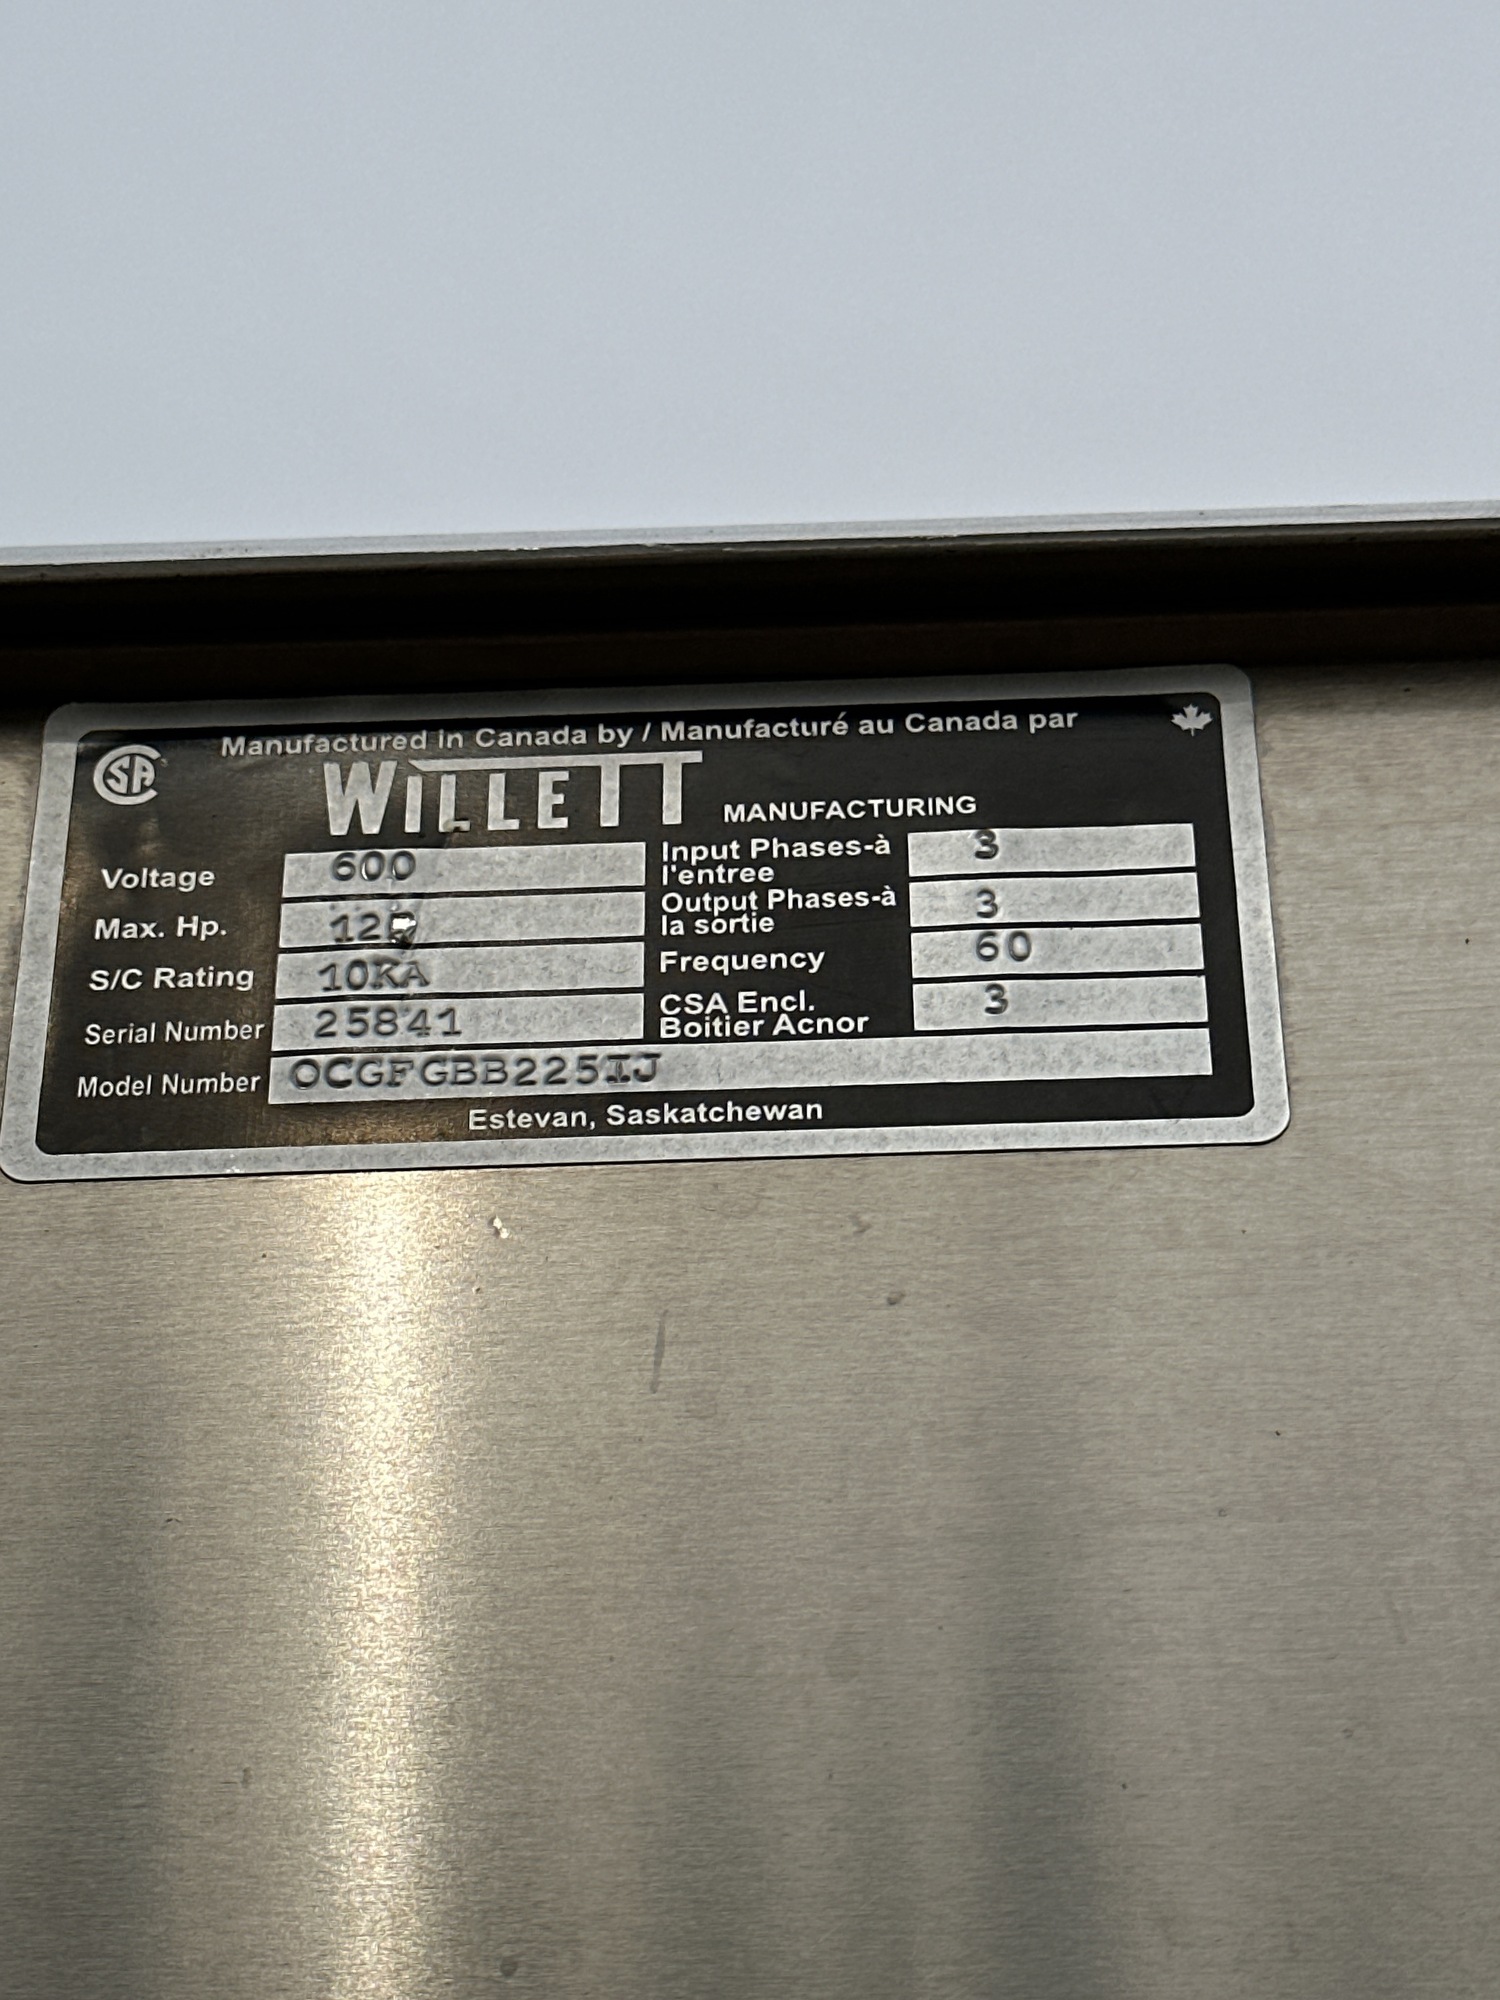 Manufactured in Canada by / Manufacturé au Canada par
SA
WILLETT MANUFACTURING
Voltage 600
Max. Hp.
S/C Rating 10KA
Serial Number 25841
Model Number OCGFGBB225IJ
Input Phases-à l'entree 3
Output Phases-à la sortie 3
Frequency 60
CSA Encl. Boitier Acnor 3
Estevan, Saskatchewan